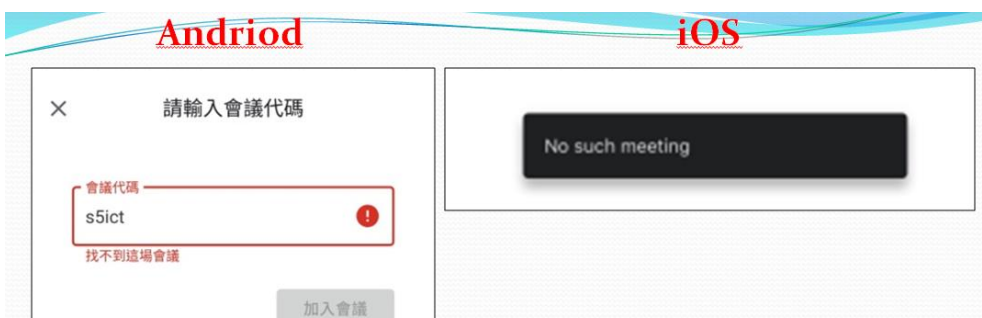 Andriod
iOS
請輸入會議代碼
會議代碼
s5ict
找不到這場會議
加入會議
No such meeting